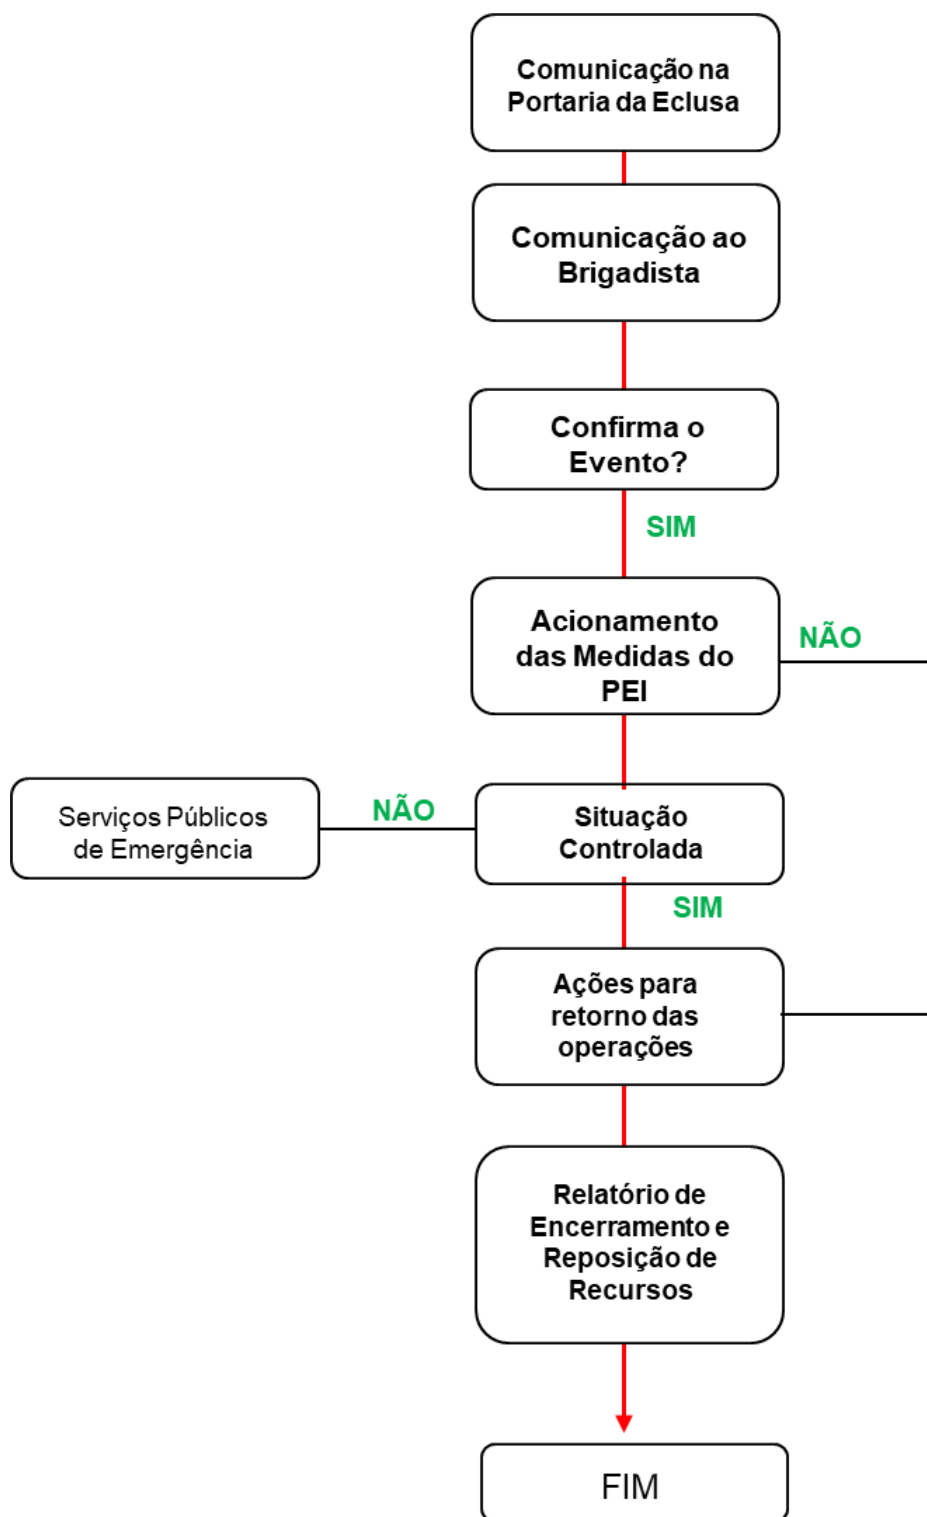 Comunicação na
Portaria da Eclusa
Comunicação ao
Brigadista
Confirma o
Evento?
SIM
Acionamento
das Medidas do
PEI
NÃO
Serviços Públicos
de Emergência
NÃO
Situação
Controlada
SIM
Ações para
retorno das
operações
Relatório de
Encerramento e
Reposição de
Recursos
FIM